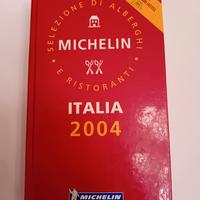 SELEZIONE DI ALBERGHI
MICHELIN
E RISTORANTI
ITALIA
2004
MICHELIN